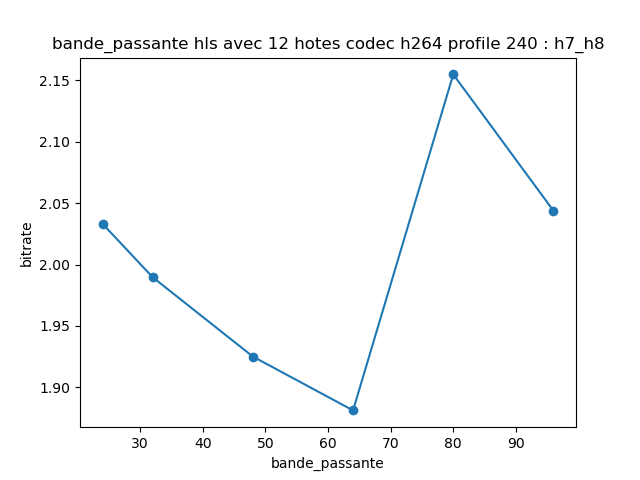 bande_passante hls avec 12 hotes codec h264 profile 240 : h7_h8
2.15
2.10
2.05
2.00
1.95
1.90
bitrate
30 40 50 60 70 80 90
bande_passante